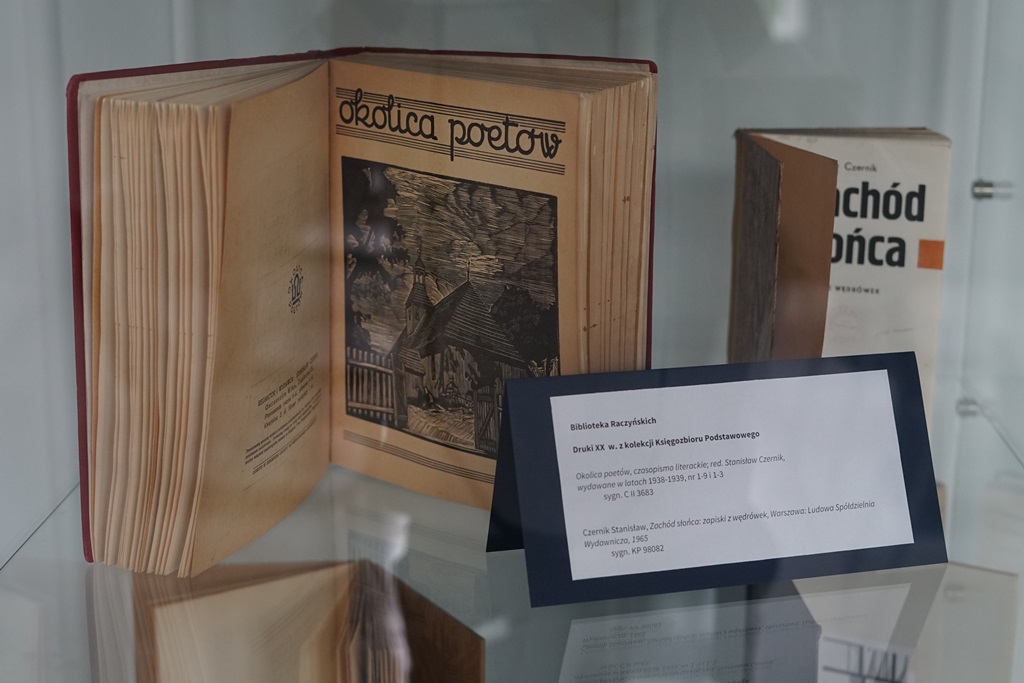 okolica poetów
Czernik
achód
ońca
WĘDRÓWEK
Biblioteka Raczyńskich
Druki XX w. z kolekcji Księgozbioru Podstawowego
Okolica poetów, czasopismo literackie; red. Stanisław Czernik,
wydawane w latach 1938-1939, nr 1-9 i 1-3
sygn. C II 3683
Czernik Stanisław, Zachód słońca: zapiski z wędrówek, Warszawa: Ludowa Spółdzielnia
Wydawnicza, 1965
sygn. KP 98082